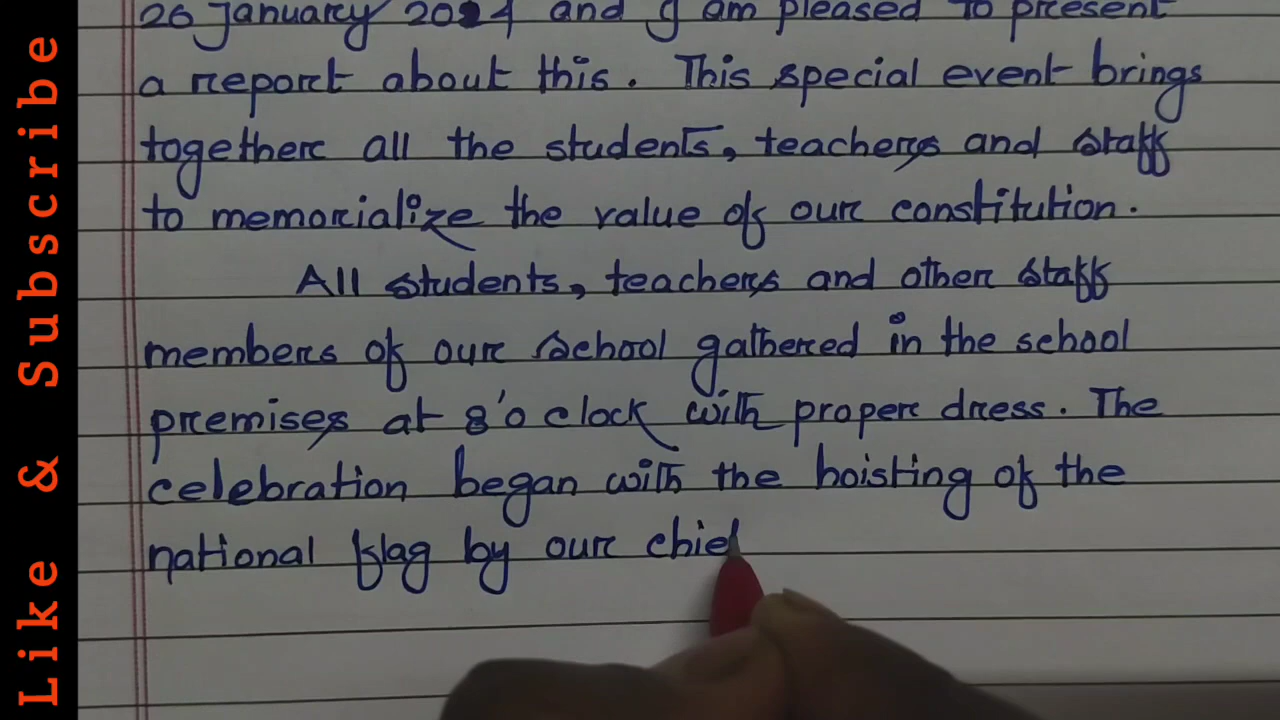 Like & Subscribe
26 January 2024 and I am pleased to present
a report about this. This special event brings
together all the students, teachers and staff
to memorialize the value of our constitution.
All students, teachers and other staff
members of our school gathered in the school
premises at 8'o clock with proper dress. The
celebration began with the hoisting of the
national flag by our chief